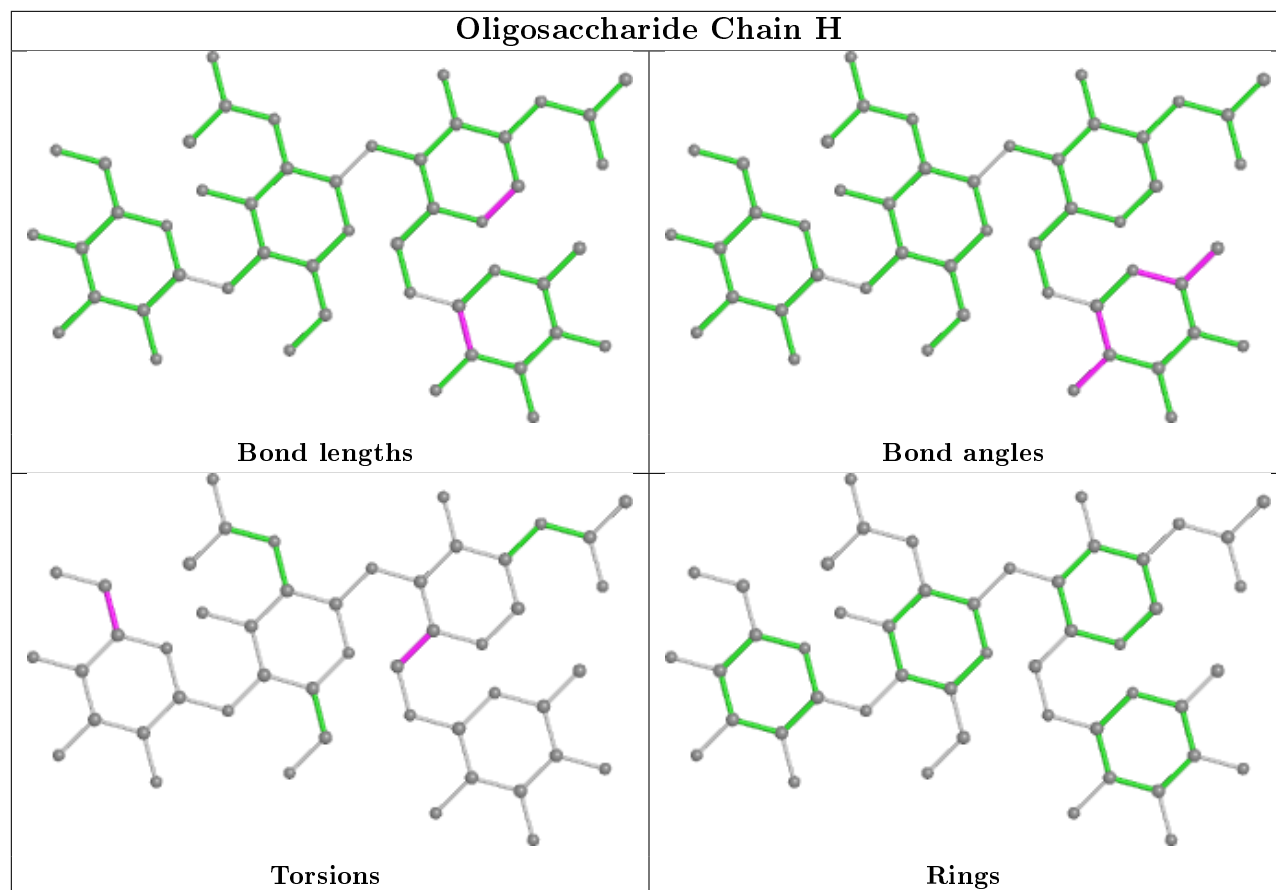 Oligosaccharide Chain H
Bond lengths
Bond angles
Torsions
Rings